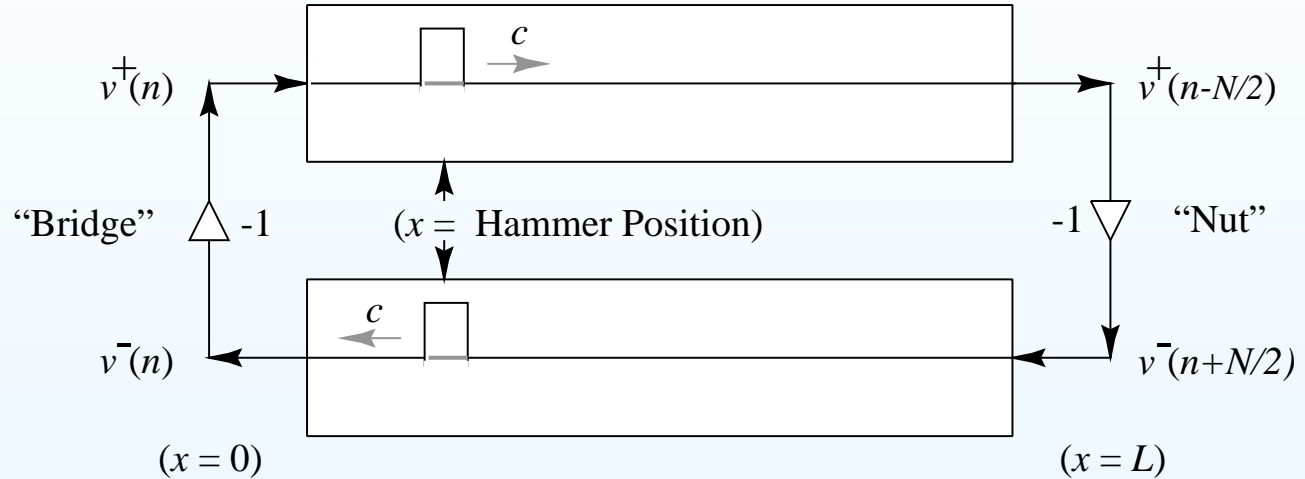 c
v⁺(n)
v⁺(n-N/2)
“Bridge”
-1
(x = Hammer Position)
-1
“Nut”
c
v⁻(n)
v⁻(n+N/2)
(x = 0)
(x = L)